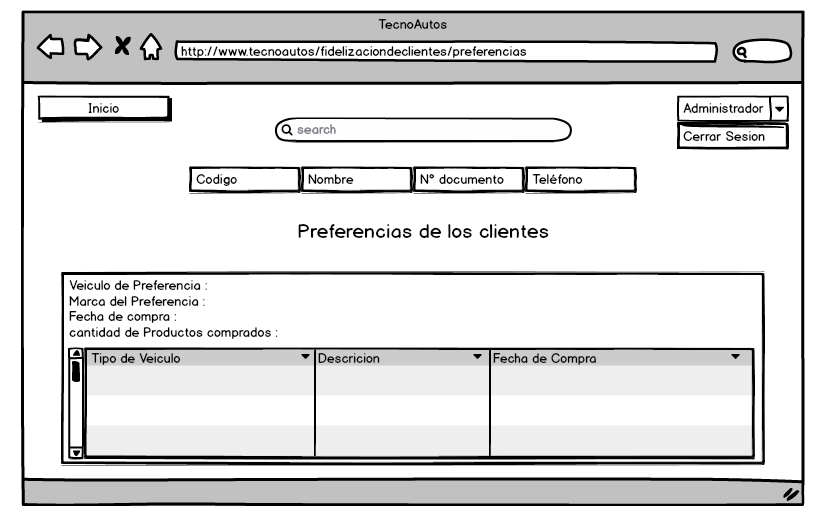 TecnoAutos
http://www.tecnoautos/fidelizaciondeclientes/preferencias
Inicio
Administrador
search
Cerrar Sesion
Codigo Nombre N° documento Teléfono
Preferencias de los clientes
Veiculo de Preferencia :
Marca del Preferencia :
Fecha de compra :
cantidad de Productos comprados :
Tipo de Veiculo Descricion Fecha de Compra